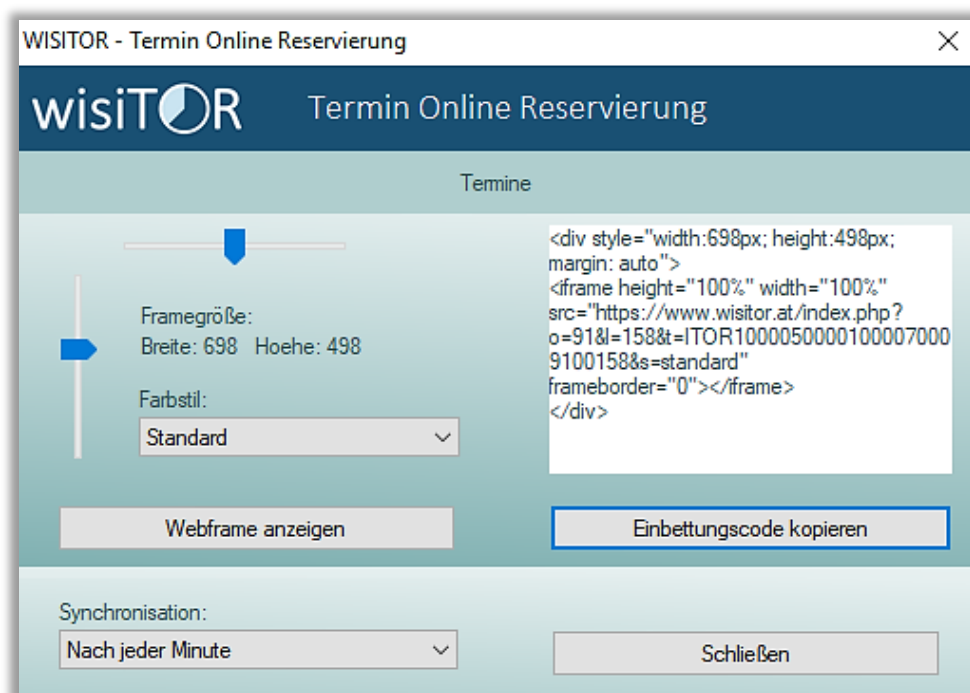 WISITOR - Termin Online Reservierung
wisiTOR
Termin Online Reservierung
Termine
Framegröße:
Breite: 698 Hoehe: 498
Farbstil:
Standard
<div style="width:698px; height:498px;
margin: auto">
<iframe height="100%" width="100%"
src="https://www.wisitor.at/index.php?
o=91&l=158&t=ITOR1000050000100007000
9100158&s=standard"
frameborder="0"></iframe>
</div>
Webframe anzeigen
Einbettungscode kopieren
Synchronisation:
Nach jeder Minute
Schließen